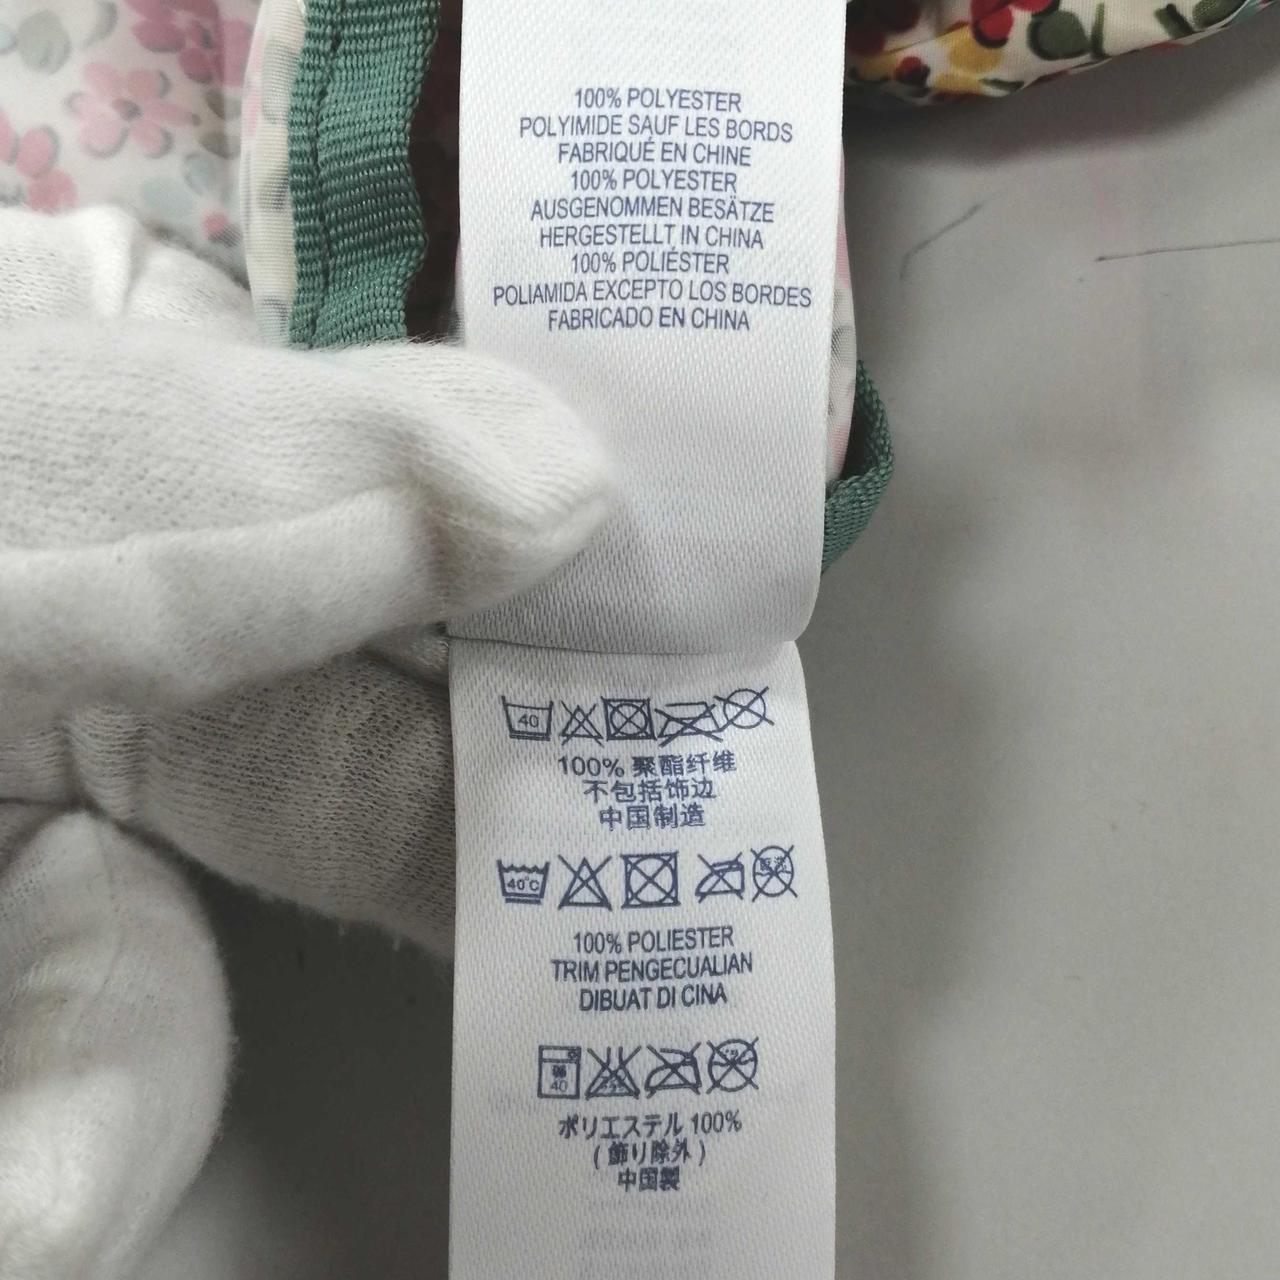 100% POLYESTER
POLYIMIDE SAUF LES BORDS
FABRIQUÉ EN CHINE
100% POLYESTER
AUSGENOMMEN BESÄTZE
HERGESTELLT IN CHINA
100% POLIÉSTER
POLIAMIDA EXCEPTO LOS BORDES
FABRICADO EN CHINA
40
100% 聚酯纤维
不包括饰边
中国制造
40°C
100% POLIESTER
TRIM PENGECUALIAN
DIBUAT DI CINA
40
ポリエステル 100%
(飾り除外)
中国製